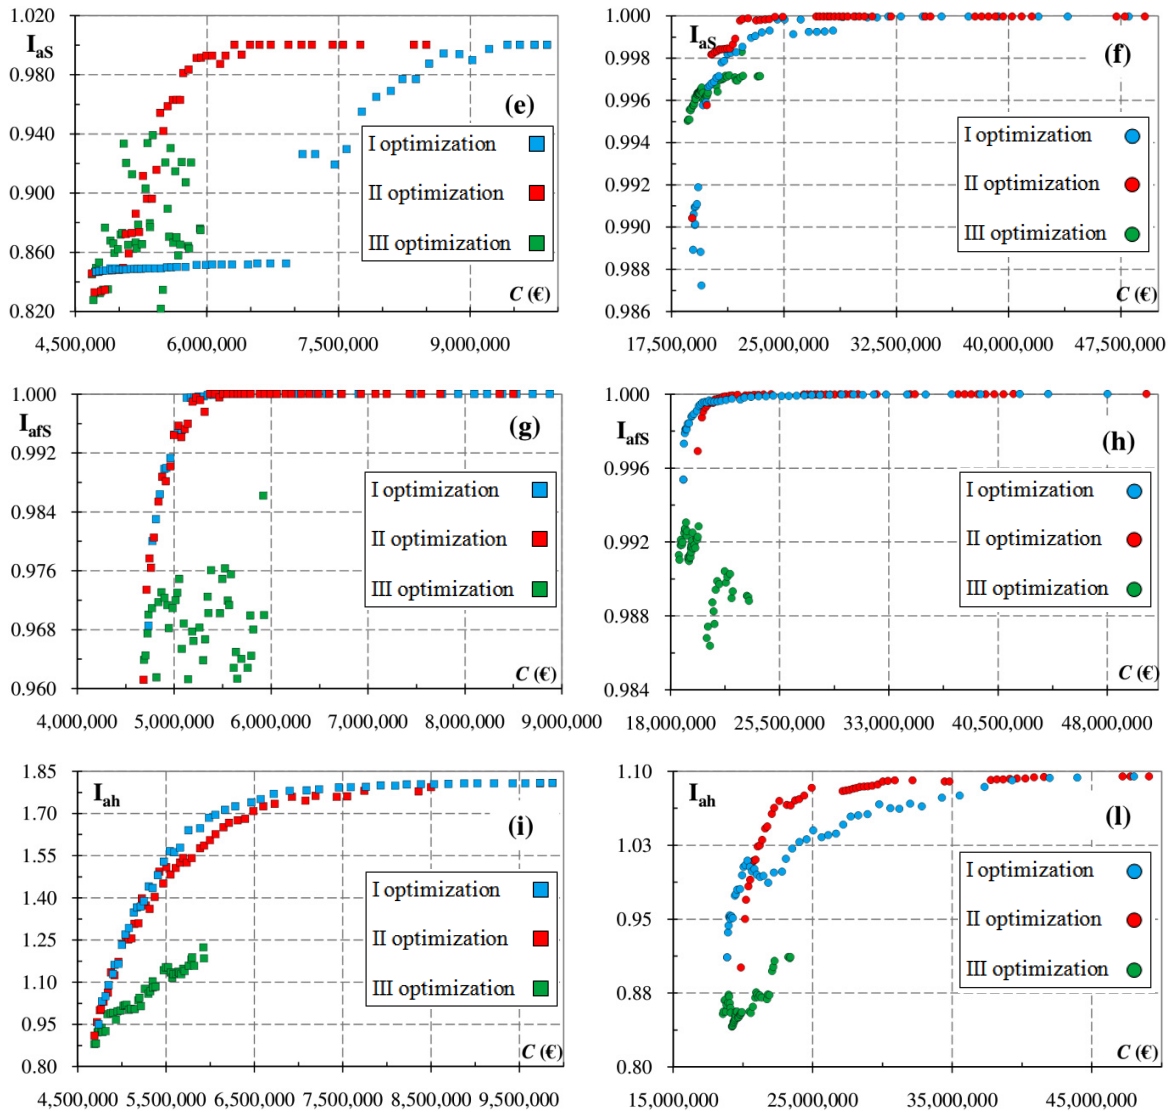 1.020
I_aS
0.980
(e)
0.940
I optimization
0.900
II optimization
0.860
III optimization
C (€)
0.820
4,500,000 6,000,000 7,500,000 9,000,000
1.000
I_aS
(f)
0.998
0.996
0.994
I optimization
0.992
II optimization
0.990
III optimization
0.988
C (€)
0.986
17,500,000 25,000,000 32,500,000 40,000,000 47,500,000
1.000
I_afS
(g)
0.992
I optimization
0.984
II optimization
0.976
III optimization
0.968
C (€)
0.960
4,000,000 5,000,000 6,000,000 7,000,000 8,000,000 9,000,000
1.000
I_afS
(h)
0.996
I optimization
0.992
II optimization
0.988
III optimization
C (€)
0.984
18,000,000 25,500,000 33,000,000 40,500,000 48,000,000
1.85
I_ah
1.70
(i)
1.55
I optimization
1.40
II optimization
1.25
1.10
III optimization
0.95
C (€)
0.80
4,500,000 5,500,000 6,500,000 7,500,000 8,500,000 9,500,000
1.10
I_ah
(l)
1.03
I optimization
0.95
II optimization
0.88
III optimization
C (€)
0.80
15,000,000 25,000,000 35,000,000 45,000,000